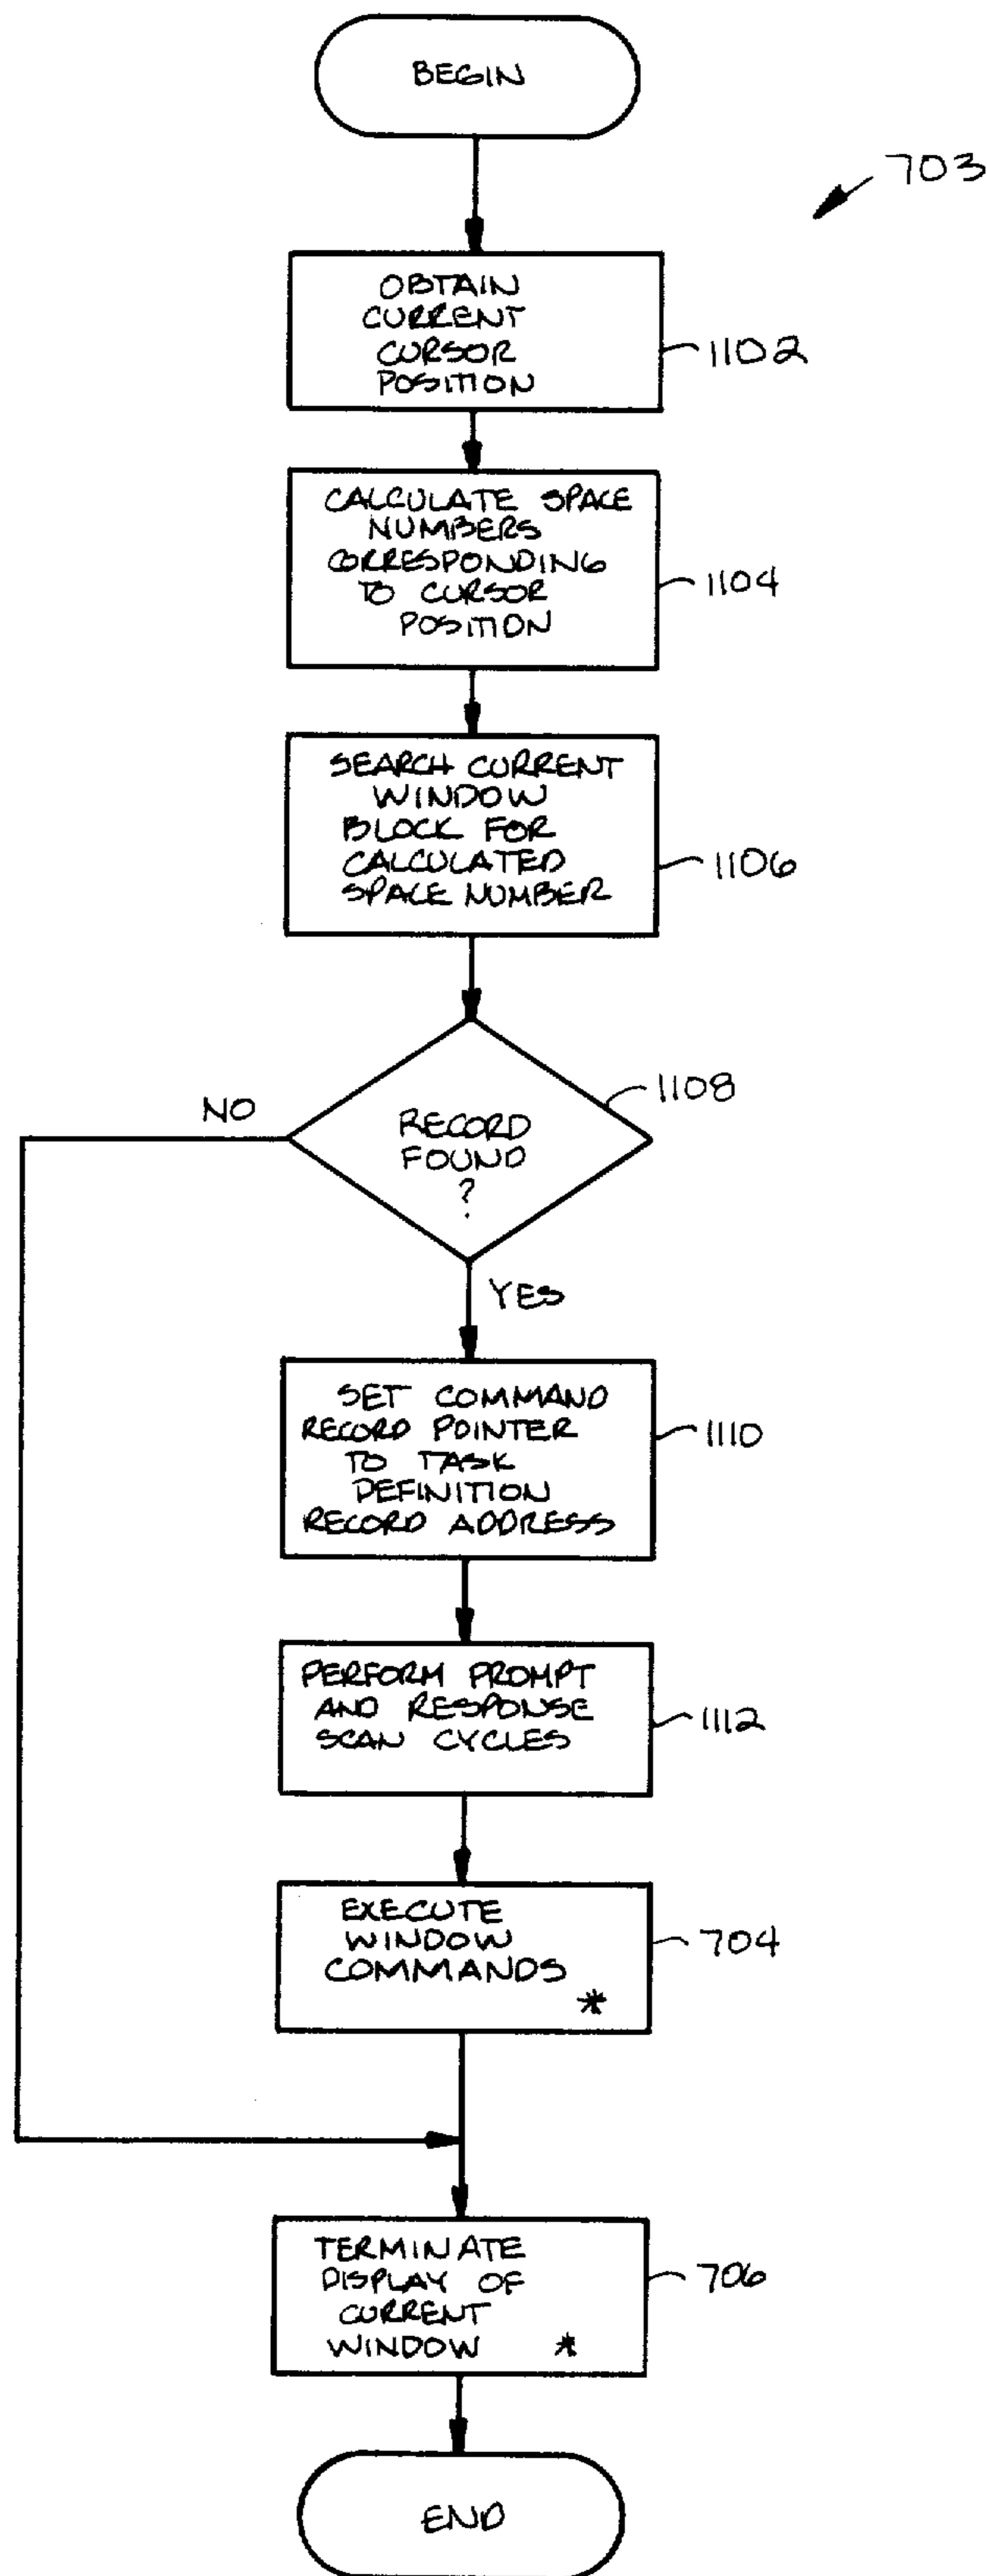 BEGIN
703
OBTAIN
CURRENT
CURSOR
POSITION
1102
CALCULATE SPACE
NUMBERS
CORRESPONDING
TO CURSOR
POSITION
1104
SEARCH CURRENT
WINDOW
BLOCK FOR
CALCULATED
SPACE NUMBER
1106
NO
RECORD
FOUND
?
1108
YES
SET COMMAND
RECORD POINTER
TO TASK
DEFINITION
RECORD ADDRESS
1110
PERFORM PROMPT
AND RESPONSE
SCAN CYCLES
1112
EXECUTE
WINDOW
COMMANDS
*
704
TERMINATE
DISPLAY OF
CURRENT
WINDOW *
706
END